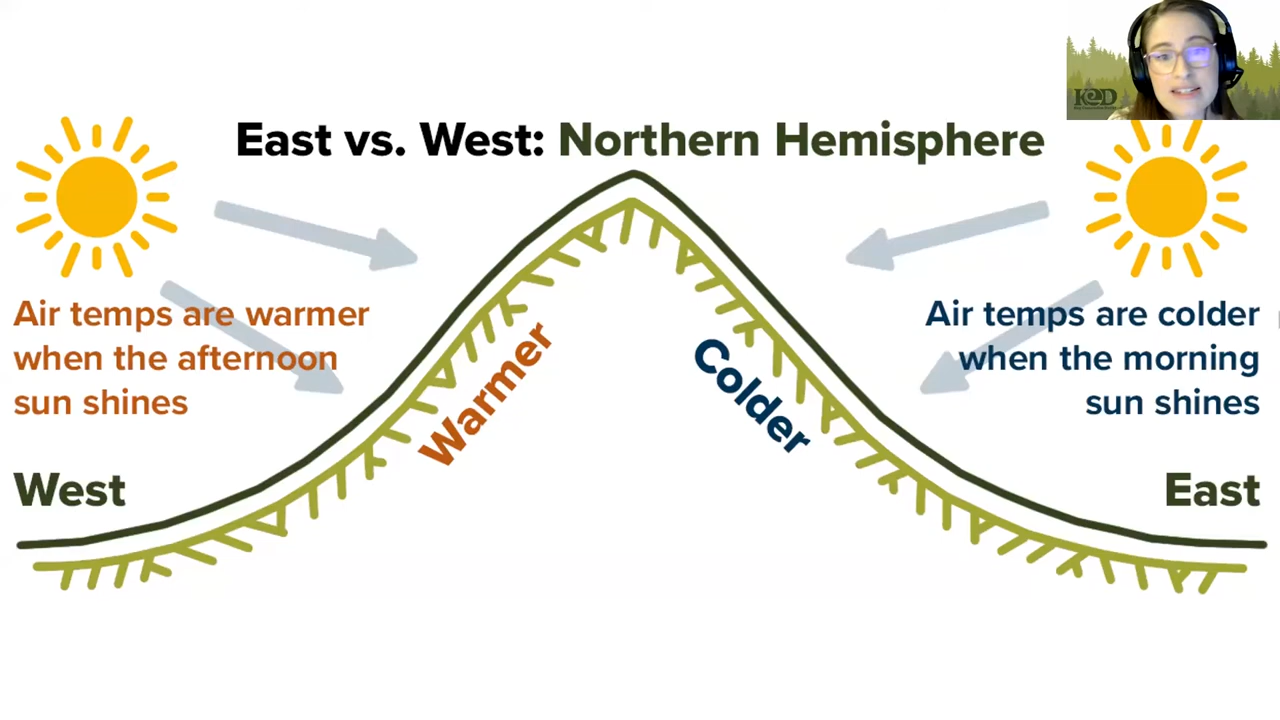 KCD
East vs. West: Northern Hemisphere
Air temps are warmer
when the afternoon
sun shines
Air temps are colder
when the morning
sun shines
Warmer
Colder
West
East